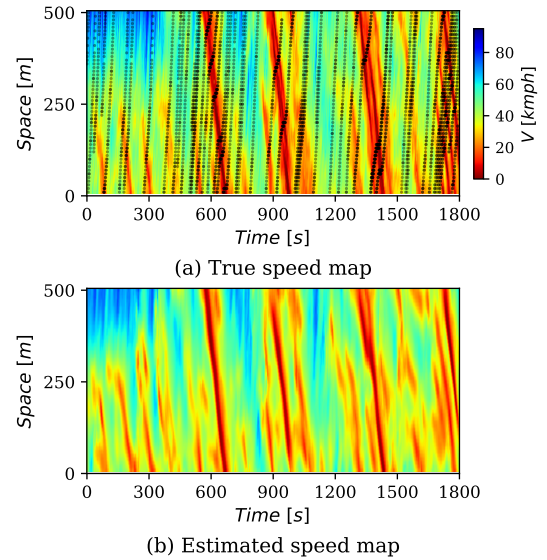 500
250
0
Space [m]
0 300 600 900 1200 1500 1800
Time [s]
80
60
40
20
0
V [kmph]
(a) True speed map
500
250
0
Space [m]
0 300 600 900 1200 1500 1800
Time [s]
(b) Estimated speed map